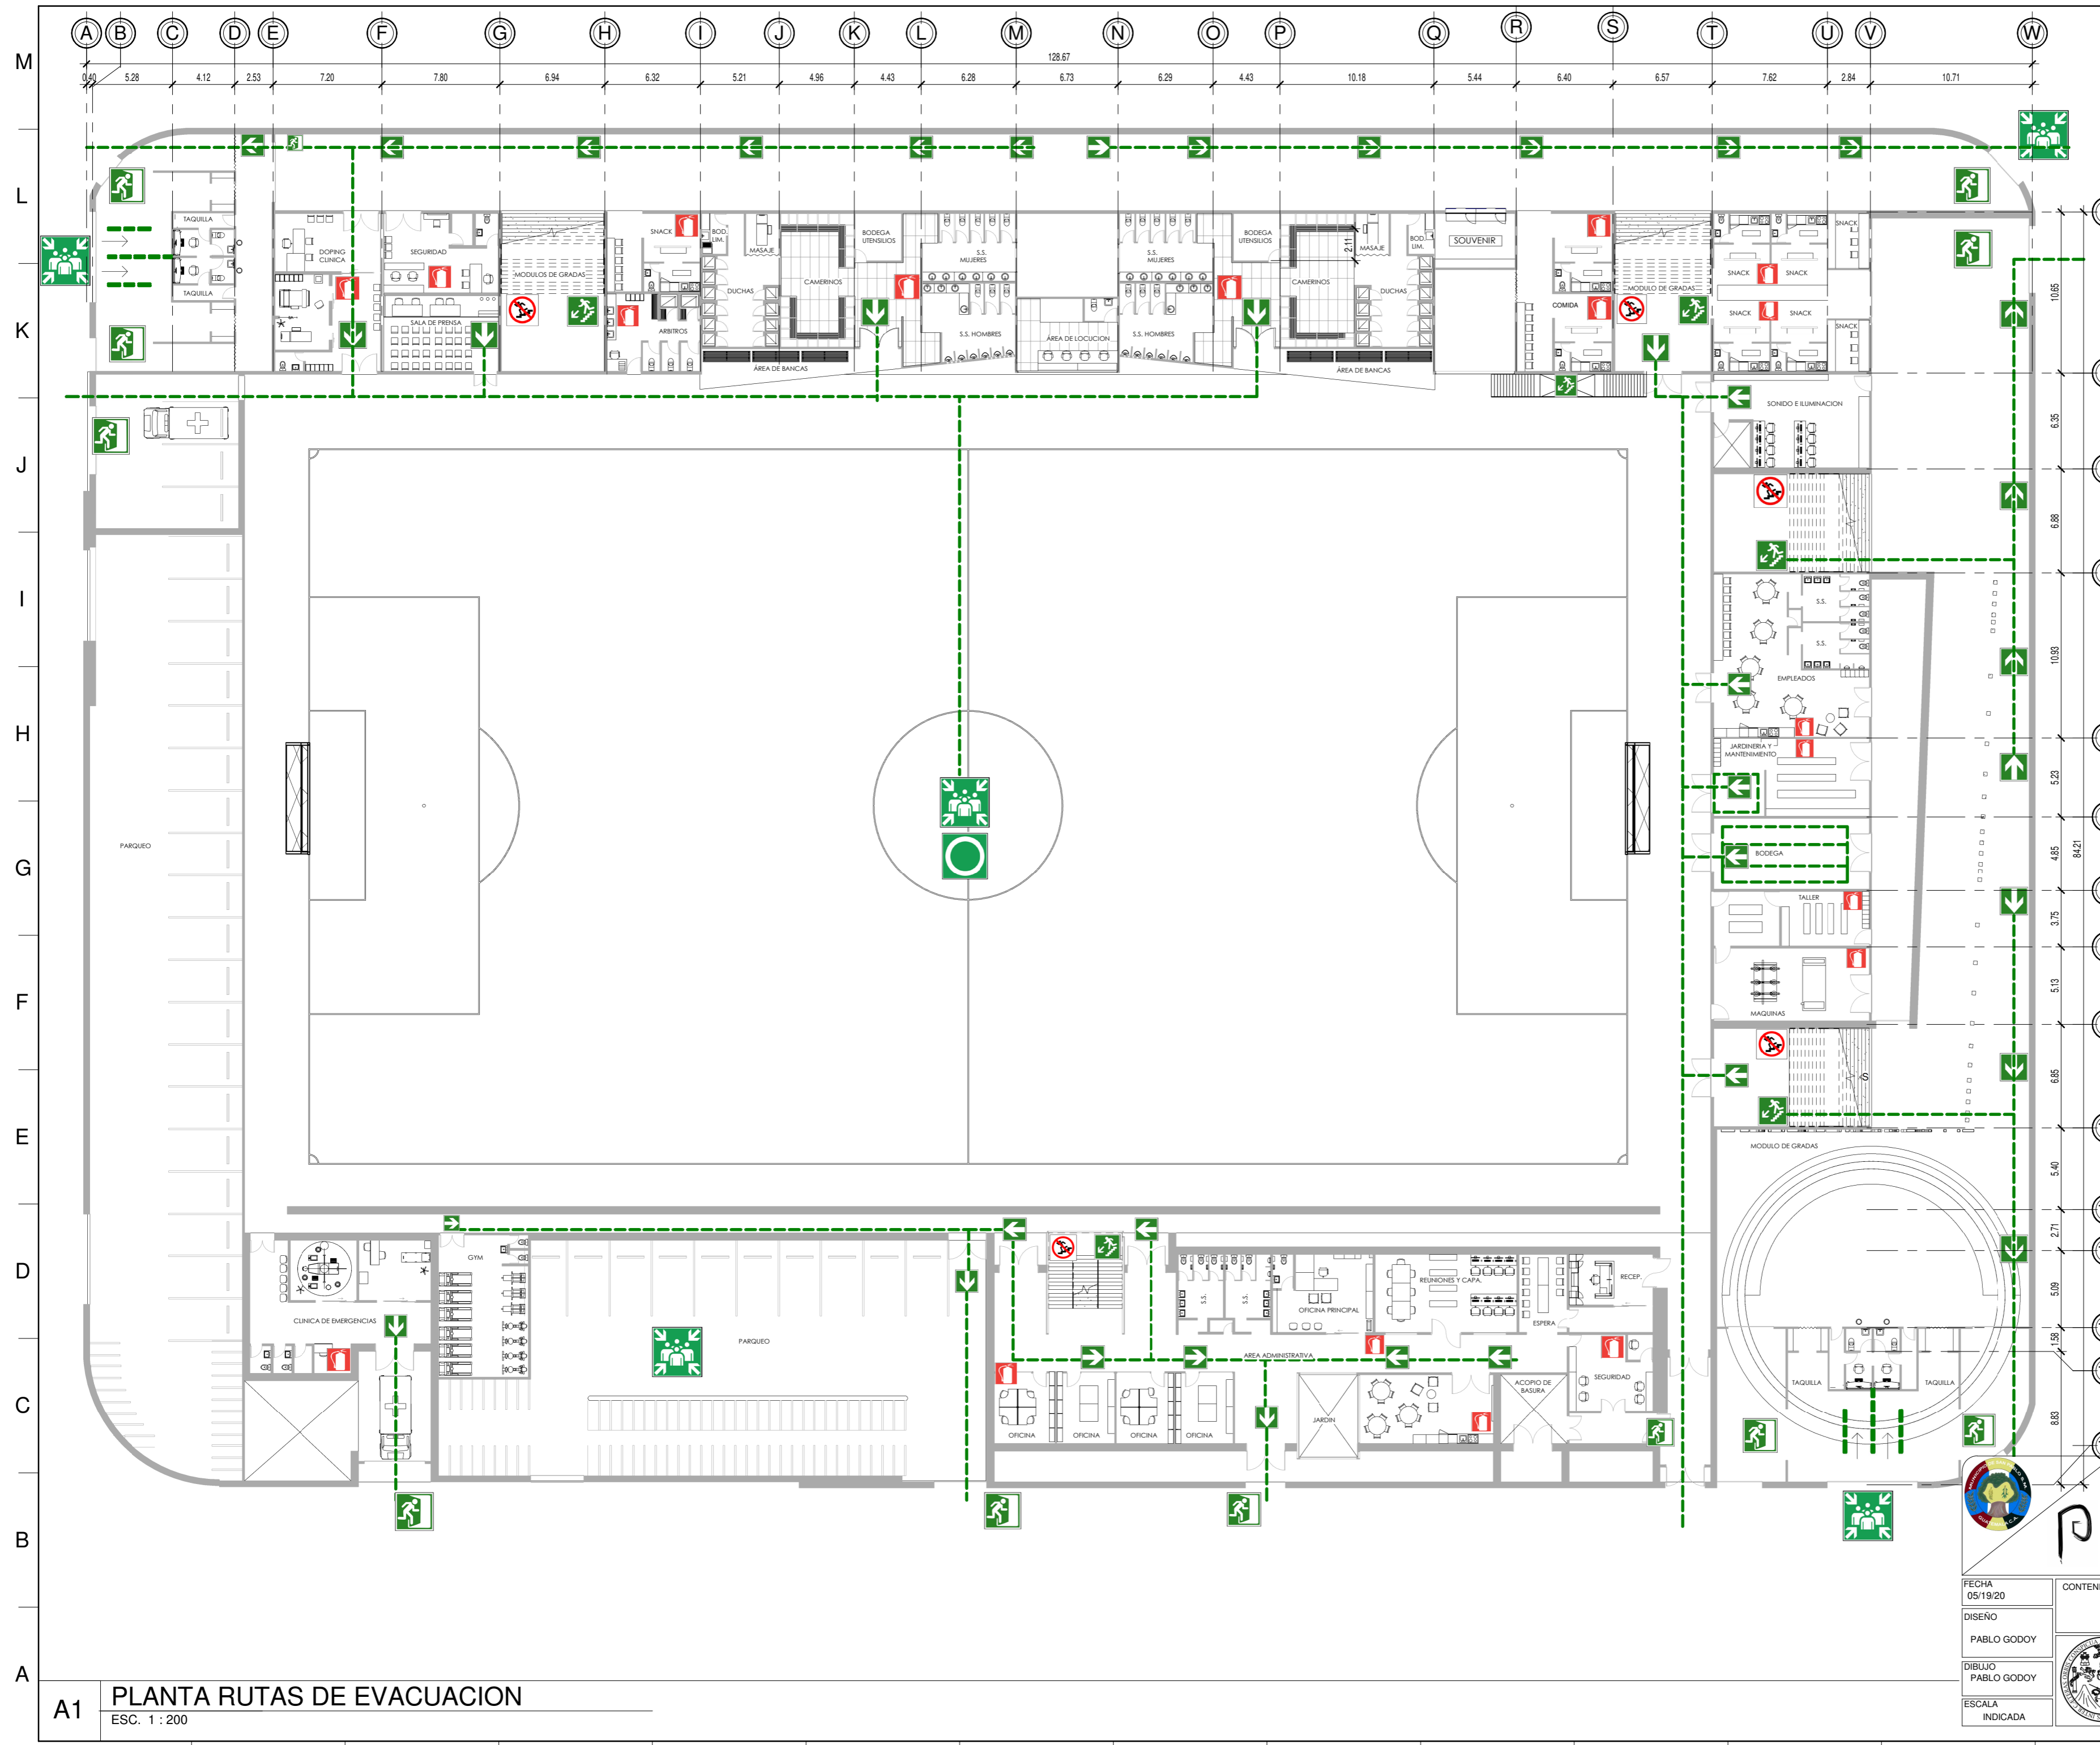 A B C D E F G H I J K L M N O P Q R S T U V W
128.67
0.40 5.28 4.12 2.53 7.20 7.80 6.94 6.32 5.21 4.96 4.43 6.28 6.73 6.29 4.43 10.18 5.44 6.40 6.57 7.62 2.84 10.71
M
L
K
J
I
H
G
F
E
D
C
B
A
TAQUILLA
TAQUILLA
DOPING
CLINICA
SEGURIDAD
SALA DE PRENSA
MODULOS DE GRADAS
SNACK
ARBITROS
BOD.
LIM.
MASAJE
DUCHAS
CAMERINOS
BODEGA
UTENSILIOS
S.S.
MUJERES
S.S. HOMBRES
ÁREA DE BANCAS
ÁREA DE LOCUCION
S.S.
MUJERES
S.S. HOMBRES
BODEGA
UTENSILIOS
2.11
CAMERINOS
MASAJE
BOD.
LIM.
DUCHAS
ÁREA DE BANCAS
SOUVENIR
COMIDA
MODULO DE GRADAS
SNACK
SNACK
SNACK
SNACK
SNACK
SNACK
SONIDO E ILUMINACION
S.S.
S.S.
EMPLEADOS
JARDINERIA Y
MANTENIMIENTO
BODEGA
TALLER
MAQUINAS
S
MODULO DE GRADAS
TAQUILLA
TAQUILLA
10.65
6.35
6.88
10.93
5.23
4.85
84.21
3.75
5.13
6.85
5.40
2.71
5.09
1.58
8.83
PARQUEO
GYM
CLINICA DE EMERGENCIAS
PARQUEO
S.S.
S.S.
OFICINA PRINCIPAL
REUNIONES Y CAPA.
ESPERA
RECEP.
AREA ADMINISTRATIVA
OFICINA
OFICINA
OFICINA
OFICINA
JARDIN
ACOPIO DE
BASURA
SEGURIDAD
P
FECHA
05/19/20
CONTENI
DISEÑO
PABLO GODOY
DIBUJO
PABLO GODOY
ESCALA
INDICADA
A1
PLANTA RUTAS DE EVACUACION
ESC. 1 : 200